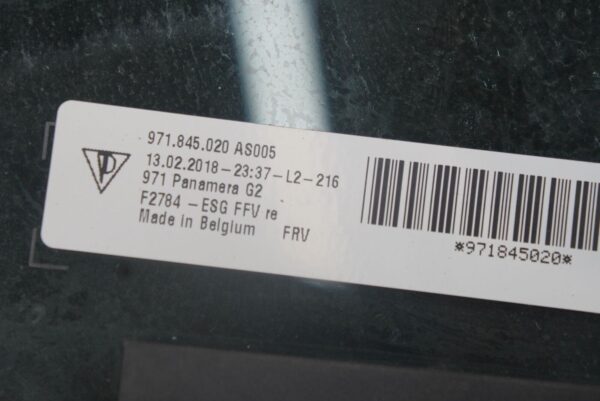 971.845.020 AS005
13.02.2018-23:37-L2-216
971 Panamera G2
F2784 -ESG FFV re
Made in Belgium FRV
*971845020*